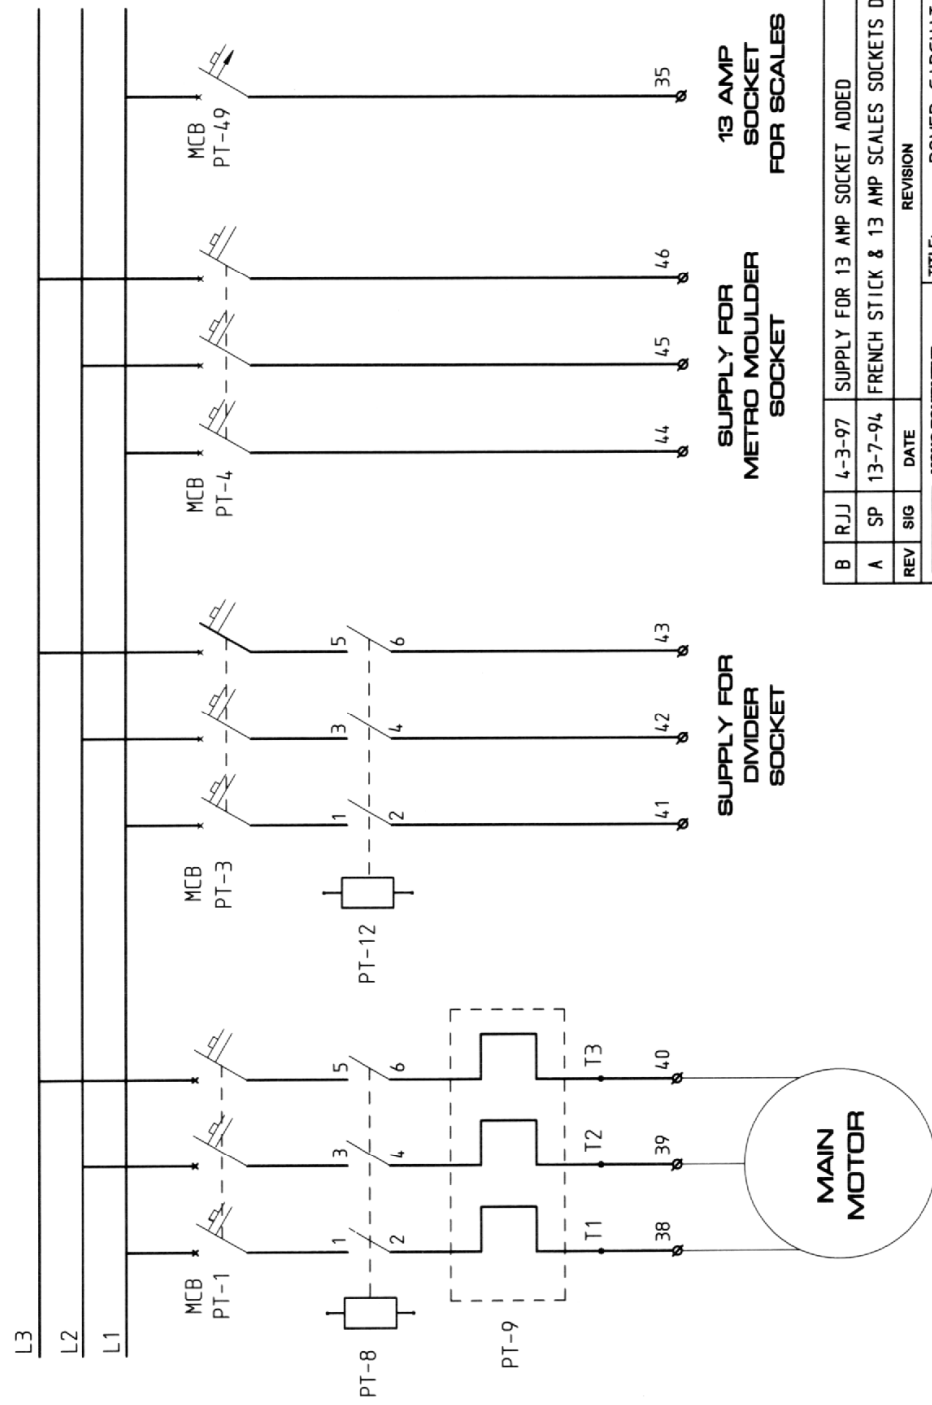 L3
L2
L1
MCB
PT-1
MCB
PT-3
MCB
PT-4
MCB
PT-49
1
3
5
2
4
6
PT-8
1
3
5
2
4
6
PT-12
PT-9
T1
T2
T3
38
39
40
41
42
43
44
45
46
35
MAIN
MOTOR
SUPPLY FOR
DIVIDER
SOCKET
SUPPLY FOR
METRO MOULDER
SOCKET
13 AMP
SOCKET
FOR SCALES
B RJJ 4-3-97 SUPPLY FOR 13 AMP SOCKET ADDED
A SP 13-7-94 FRENCH STICK & 13 AMP SCALES SOCKETS D
REV SIG DATE REVISION